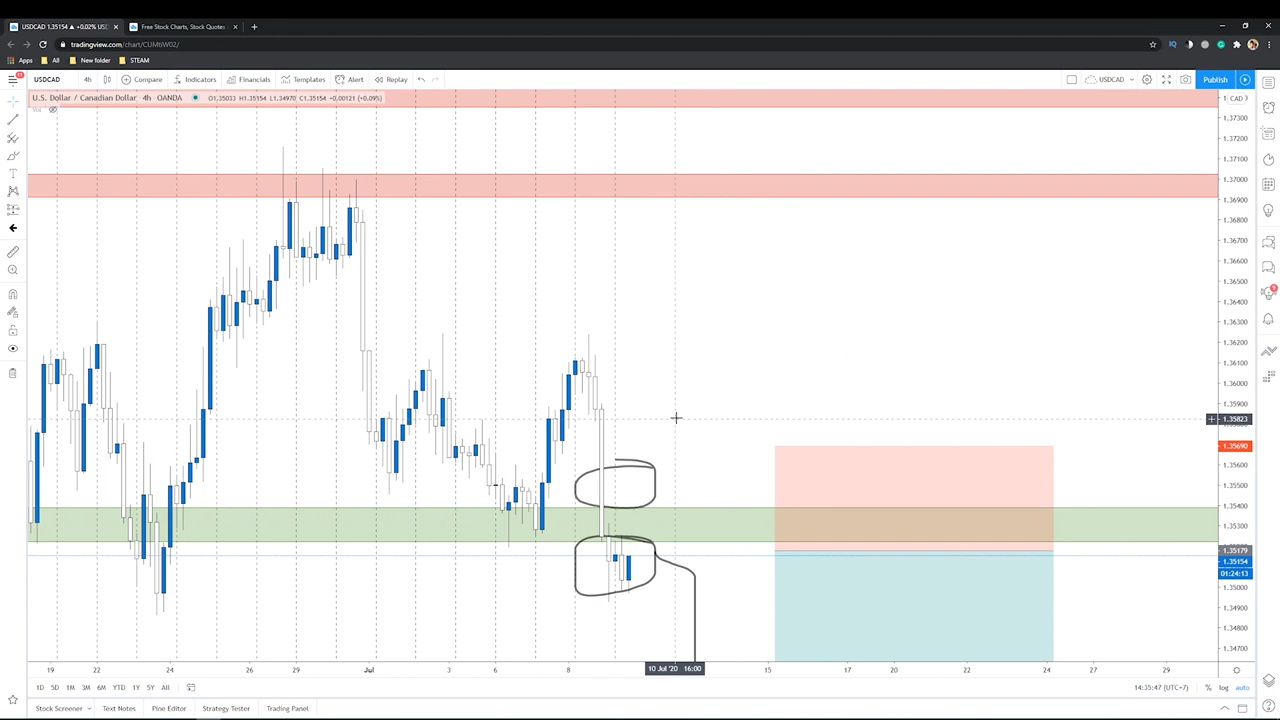 USDCAD 1.35154 ▲ +0.02% USD
Free Stock Charts, Stock Quotes
tradingview.com/chart/CUMtiW02/
Apps All New folder STEAM
USDCAD 4h Compare Indicators Financials Templates Alert Replay USDCAD Publish
U.S. Dollar / Canadian Dollar · 4h · OANDA O1.35033 H1.35154 L1.34970 C1.35154 +0.00121 (+0.09%)
CAD
1.37300
1.37200
1.37100
1.37000
1.36900
1.36800
1.36700
1.36600
1.36500
1.36400
1.36300
1.36200
1.36100
1.36000
1.35900
1.35823
1.35690
1.35600
1.35500
1.35400
1.35300
1.35179
1.35154
01:24:13
1.35000
1.34900
1.34800
1.34700
19 22 24 26 29 Jul 3 6 8 10 Jul '20 16:00 15 17 20 22 24 27 29
1D 5D 1M 3M 6M YTD 1Y 5Y All 14:35:47 (UTC+7) % log auto
Stock Screener Text Notes Pine Editor Strategy Tester Trading Panel